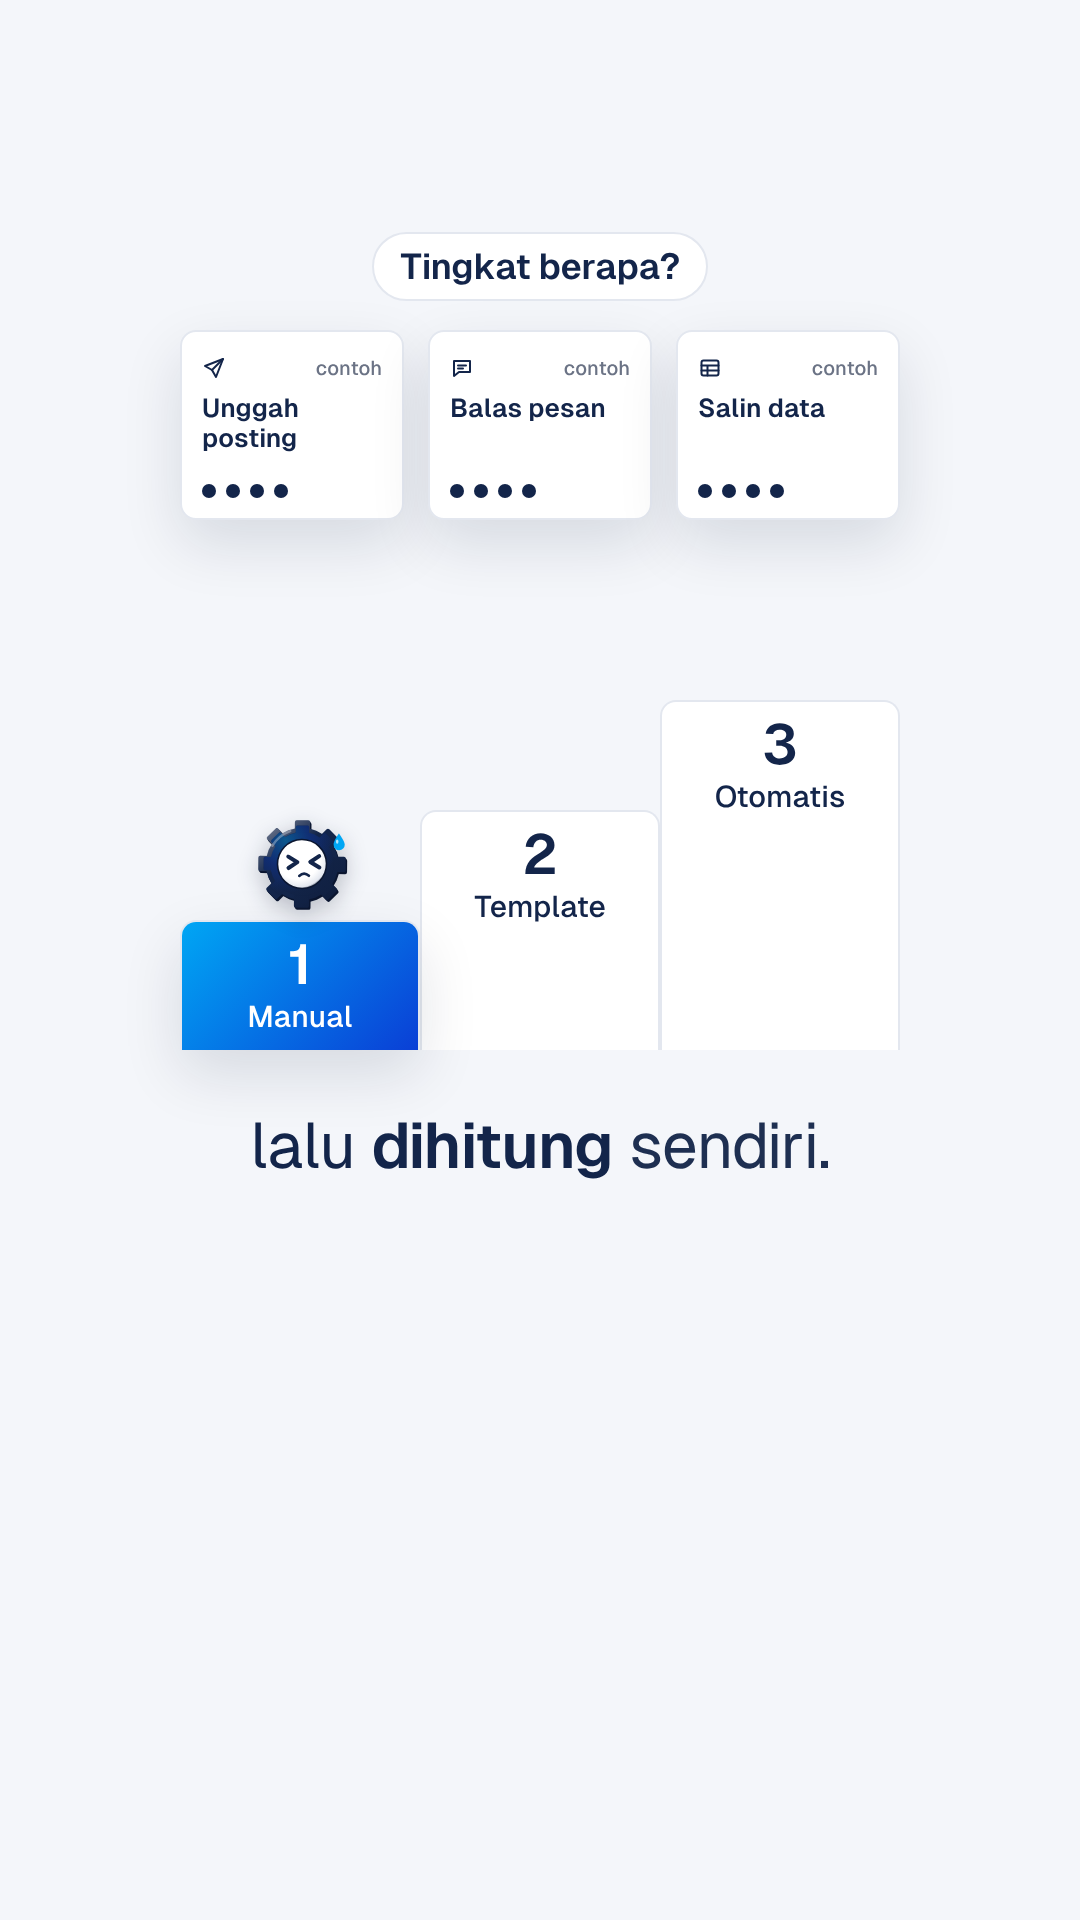 Tingkat berapa?
contoh
Unggah
posting
contoh
Balas pesan
contoh
Salin data
3
Otomatis
2
Template
1
Manual
lalu dihitung sendiri.